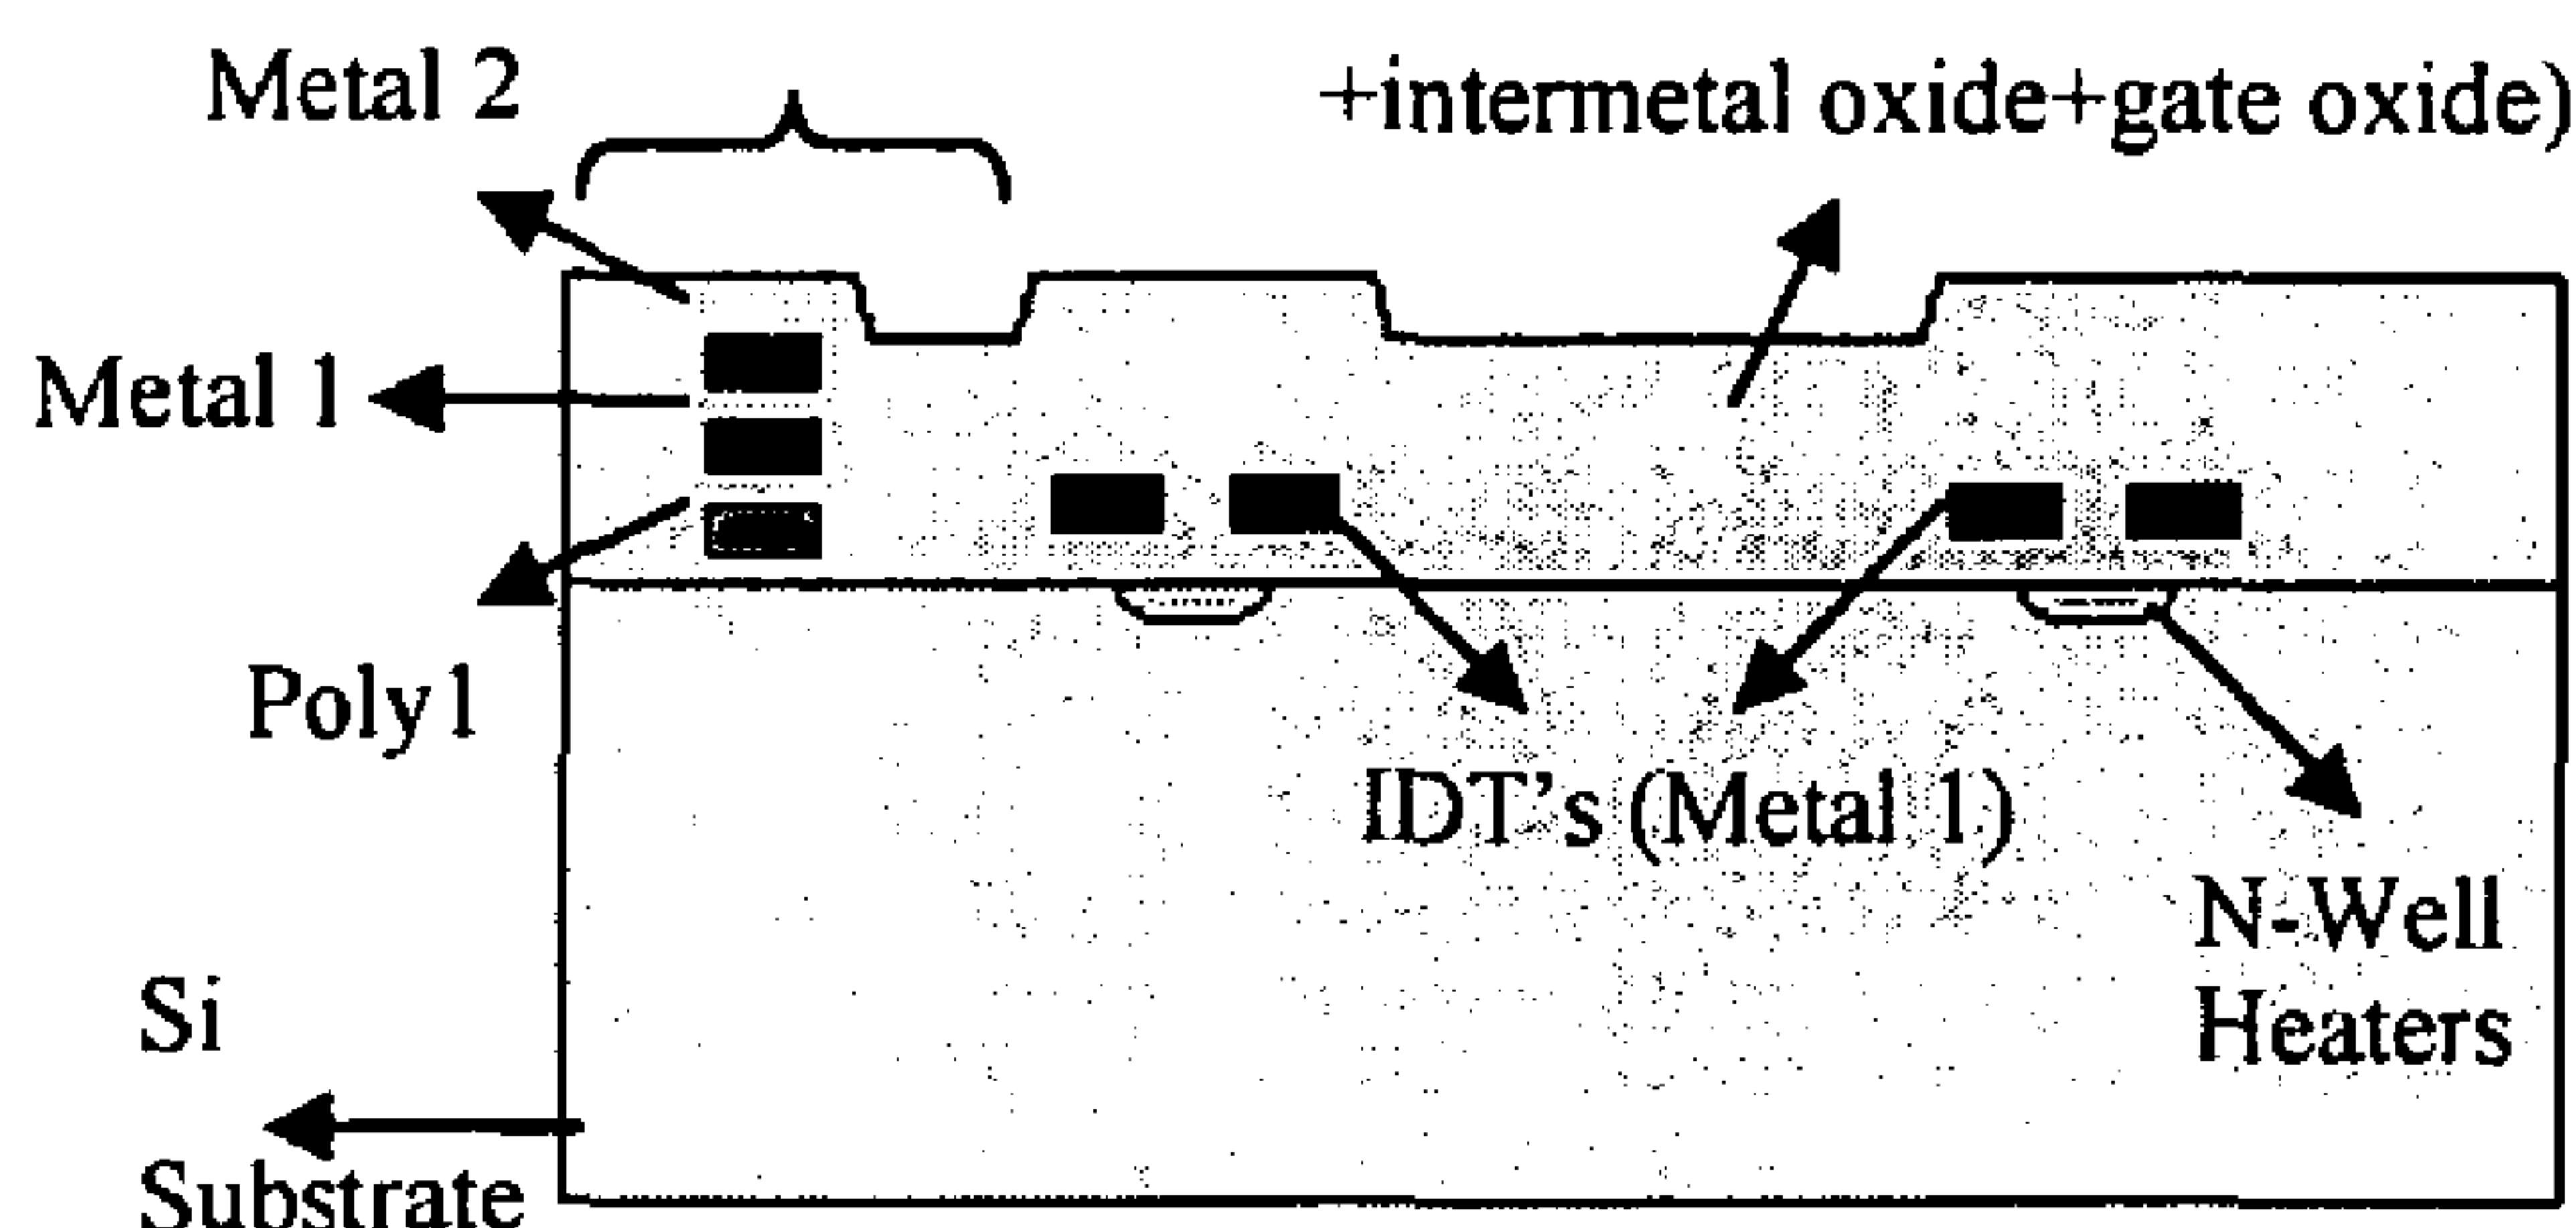 Metal 2
+intermetal oxide+gate oxide)
Metal 1
Poly1
IDT's (Metal 1)
N-Well
Heaters
Si
Substrate